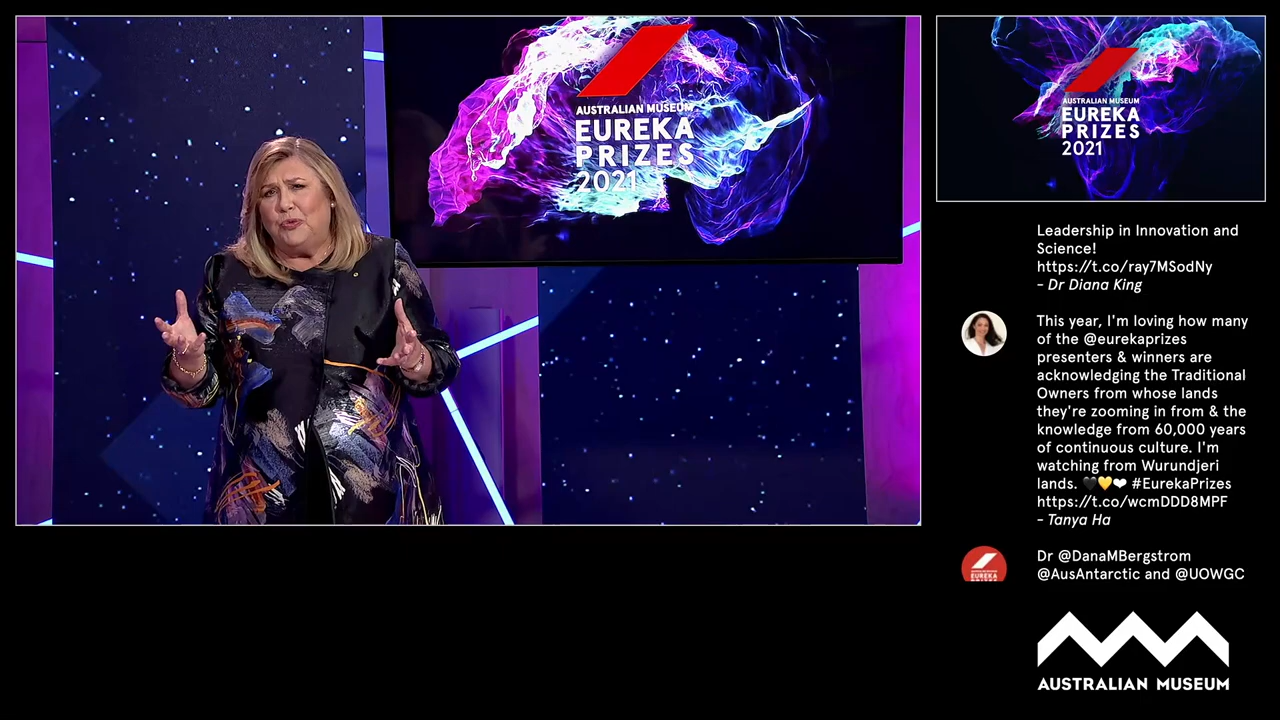 AUSTRALIAN MUSEUM
EUREKA
PRIZES
2021
AUSTRALIAN MUSEUM
EUREKA
PRIZES
2021
Leadership in Innovation and
Science!
https://t.co/ray7MSodNy
- Dr Diana King
This year, I'm loving how many
of the @eurekaprizes
presenters & winners are
acknowledging the Traditional
Owners from whose lands
they're zooming in from & the
knowledge from 60,000 years
of continuous culture. I'm
watching from Wurundjeri
lands. 🖤💛🤍 #EurekaPrizes
https://t.co/wcmDDD8MPF
- Tanya Ha
EUREKA
Dr @DanaMBergstrom
@AusAntarctic and @UOWGC
AUSTRALIAN MUSEUM